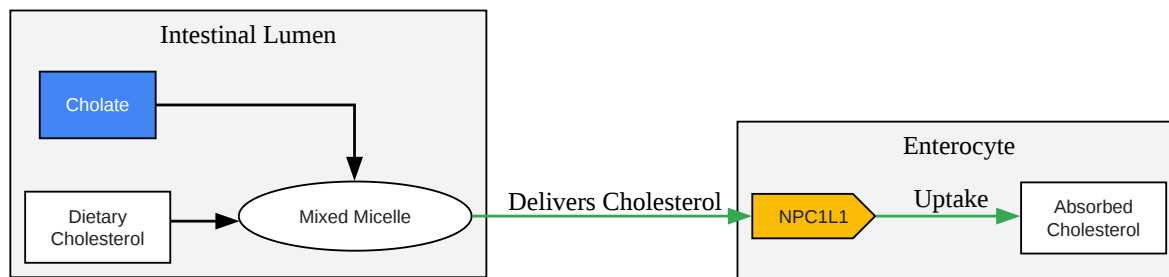 Intestinal Lumen
Cholate
Dietary
Cholesterol
Mixed Micelle
Delivers Cholesterol
Enterocyte
NPC1L1
Uptake
Absorbed
Cholesterol